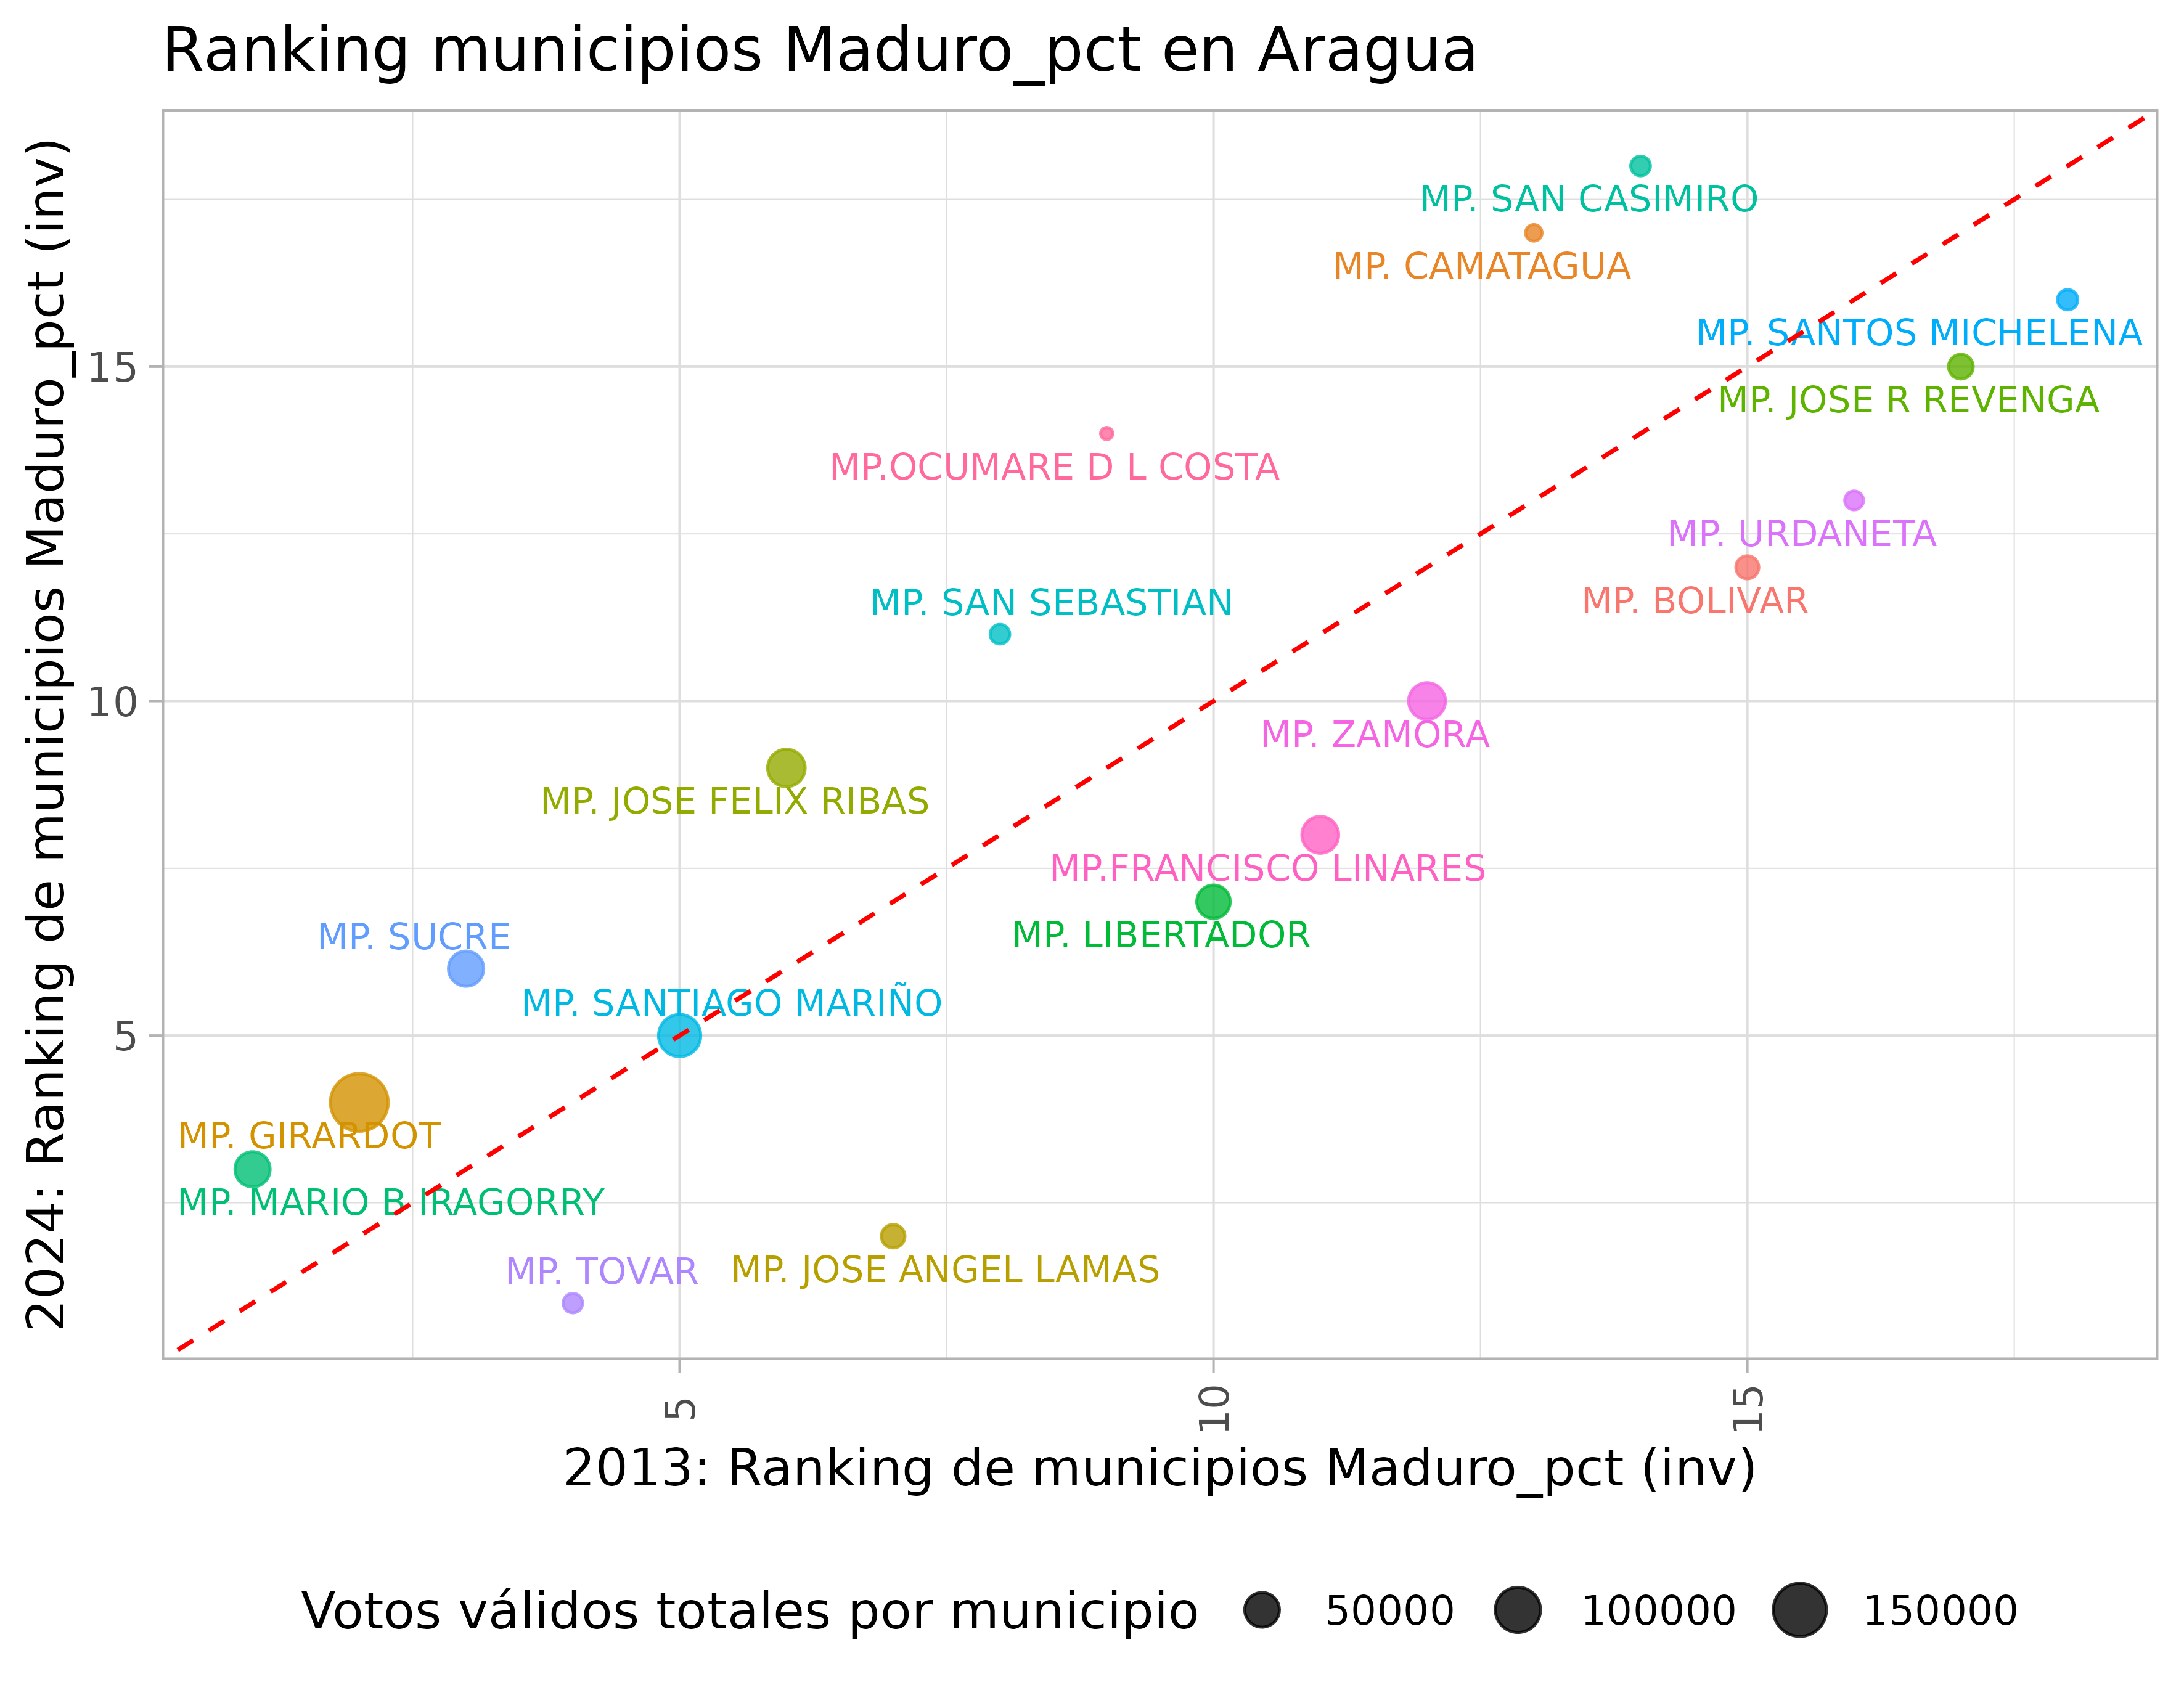 Ranking municipios Maduro_pct en Aragua
2024: Ranking de municipios Maduro_pct (inv)
15
10
5
MP. SAN CASIMIRO
MP. CAMATAGUA
MP. SANTOS MICHELENA
MP. JOSE R REVENGA
MP.OCUMARE D L COSTA
MP. URDANETA
MP. BOLIVAR
MP. SAN SEBASTIAN
MP. ZAMORA
MP. JOSE FELIX RIBAS
MP.FRANCISCO LINARES
MP. LIBERTADOR
MP. SUCRE
MP. SANTIAGO MARIÑO
MP. GIRARDOT
MP. MARIO B IRAGORRY
MP. TOVAR
MP. JOSE ANGEL LAMAS
5
10
15
2013: Ranking de municipios Maduro_pct (inv)
Votos válidos totales por municipio 50000 100000 150000